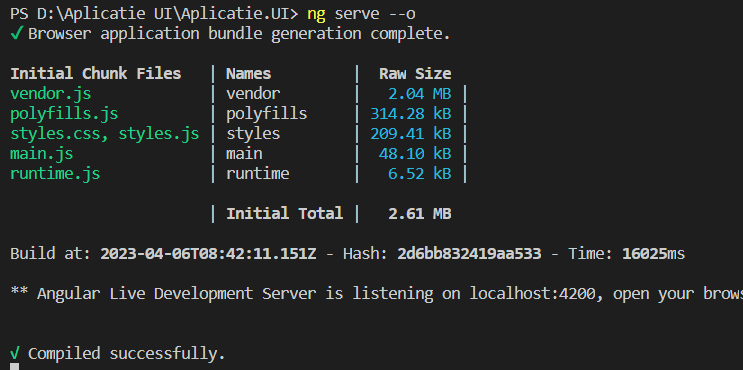 PS D:\Aplicatie UI\Aplicatie.UI> ng serve --o
✓ Browser application bundle generation complete.
Initial Chunk Files | Names | Raw Size
vendor.js | vendor | 2.04 MB |
polyfills.js | polyfills | 314.28 kB |
styles.css, styles.js | styles | 209.41 kB |
main.js | main | 48.10 kB |
runtime.js | runtime | 6.52 kB |
| Initial Total | 2.61 MB
Build at: 2023-04-06T08:42:11.151Z - Hash: 2d6bb832419aa533 - Time: 16025ms
** Angular Live Development Server is listening on localhost:4200, open your brows
√ Compiled successfully.